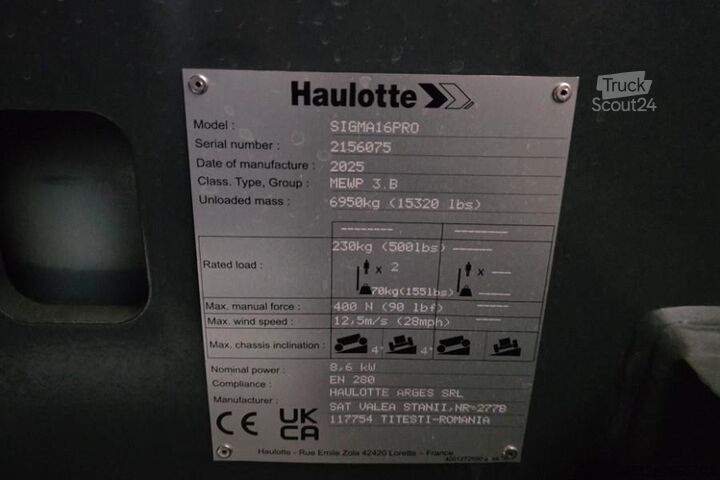 Truck
Scout24
Haulotte
Model : SIGMA16PRO
Serial number : 2156075
Date of manufacture : 2025
Class. Type, Group : MEWP 3.B
Unloaded mass : 6950kg (15320 lbs)
-------- --------
230kg (500lbs) -----
Rated load : x 2 x ----
70kg(155lbs) ----
Max. manual force : 400 N (90 lbf) ----
Max. wind speed : 12,5m/s (28mph) ----
Max. chassis inclination : 4° 4°
Nominal power : 8,6 kW
Compliance : EN 280
Manufacturer : HAULOTTE ARGES SRL
SAT VALEA STANII,NR=277B
117754 TITESTI-ROMANIA
CE UK
CA
Haulotte - Rue Emile Zola 42420 Lorette – France